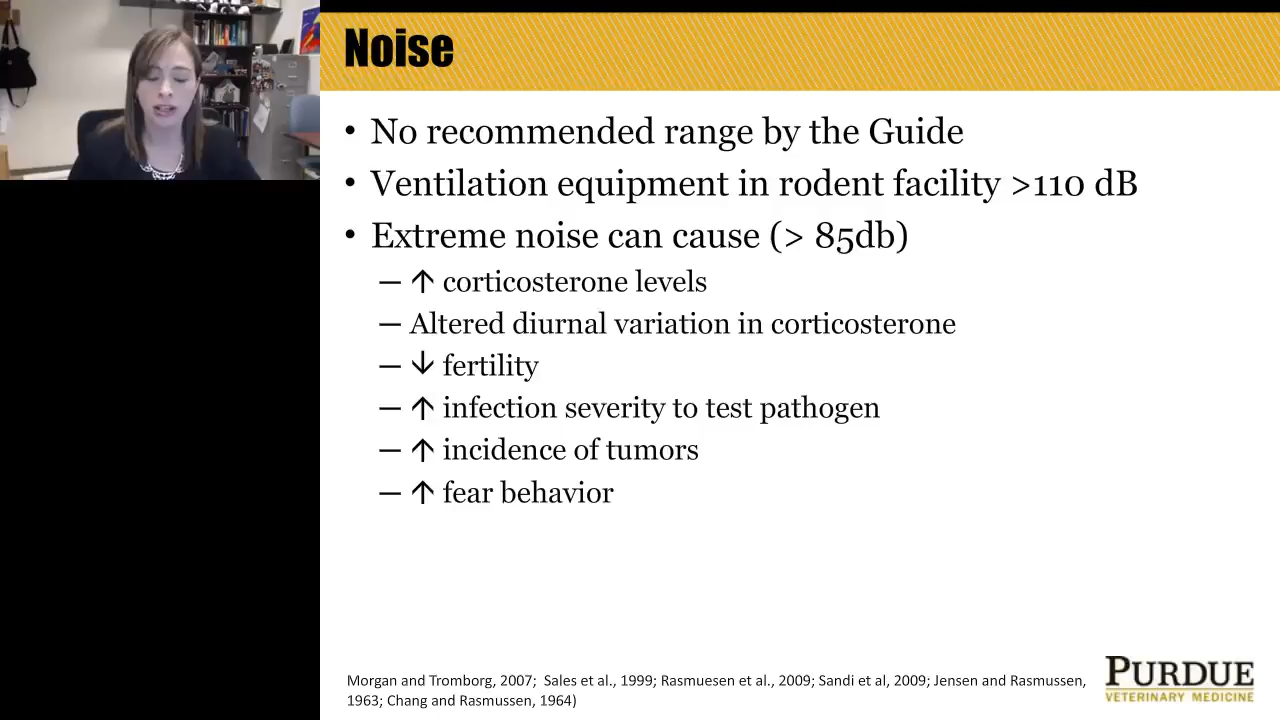 Noise
• No recommended range by the Guide
• Ventilation equipment in rodent facility >110 dB
• Extreme noise can cause (> 85db)
— ↑ corticosterone levels
— Altered diurnal variation in corticosterone
— ↓ fertility
— ↑ infection severity to test pathogen
— ↑ incidence of tumors
— ↑ fear behavior
Morgan and Tromborg, 2007; Sales et al., 1999; Rasmuesen et al., 2009; Sandi et al, 2009; Jensen and Rasmussen,
1963; Chang and Rasmussen, 1964)
PURDUE
VETERINARY MEDICINE